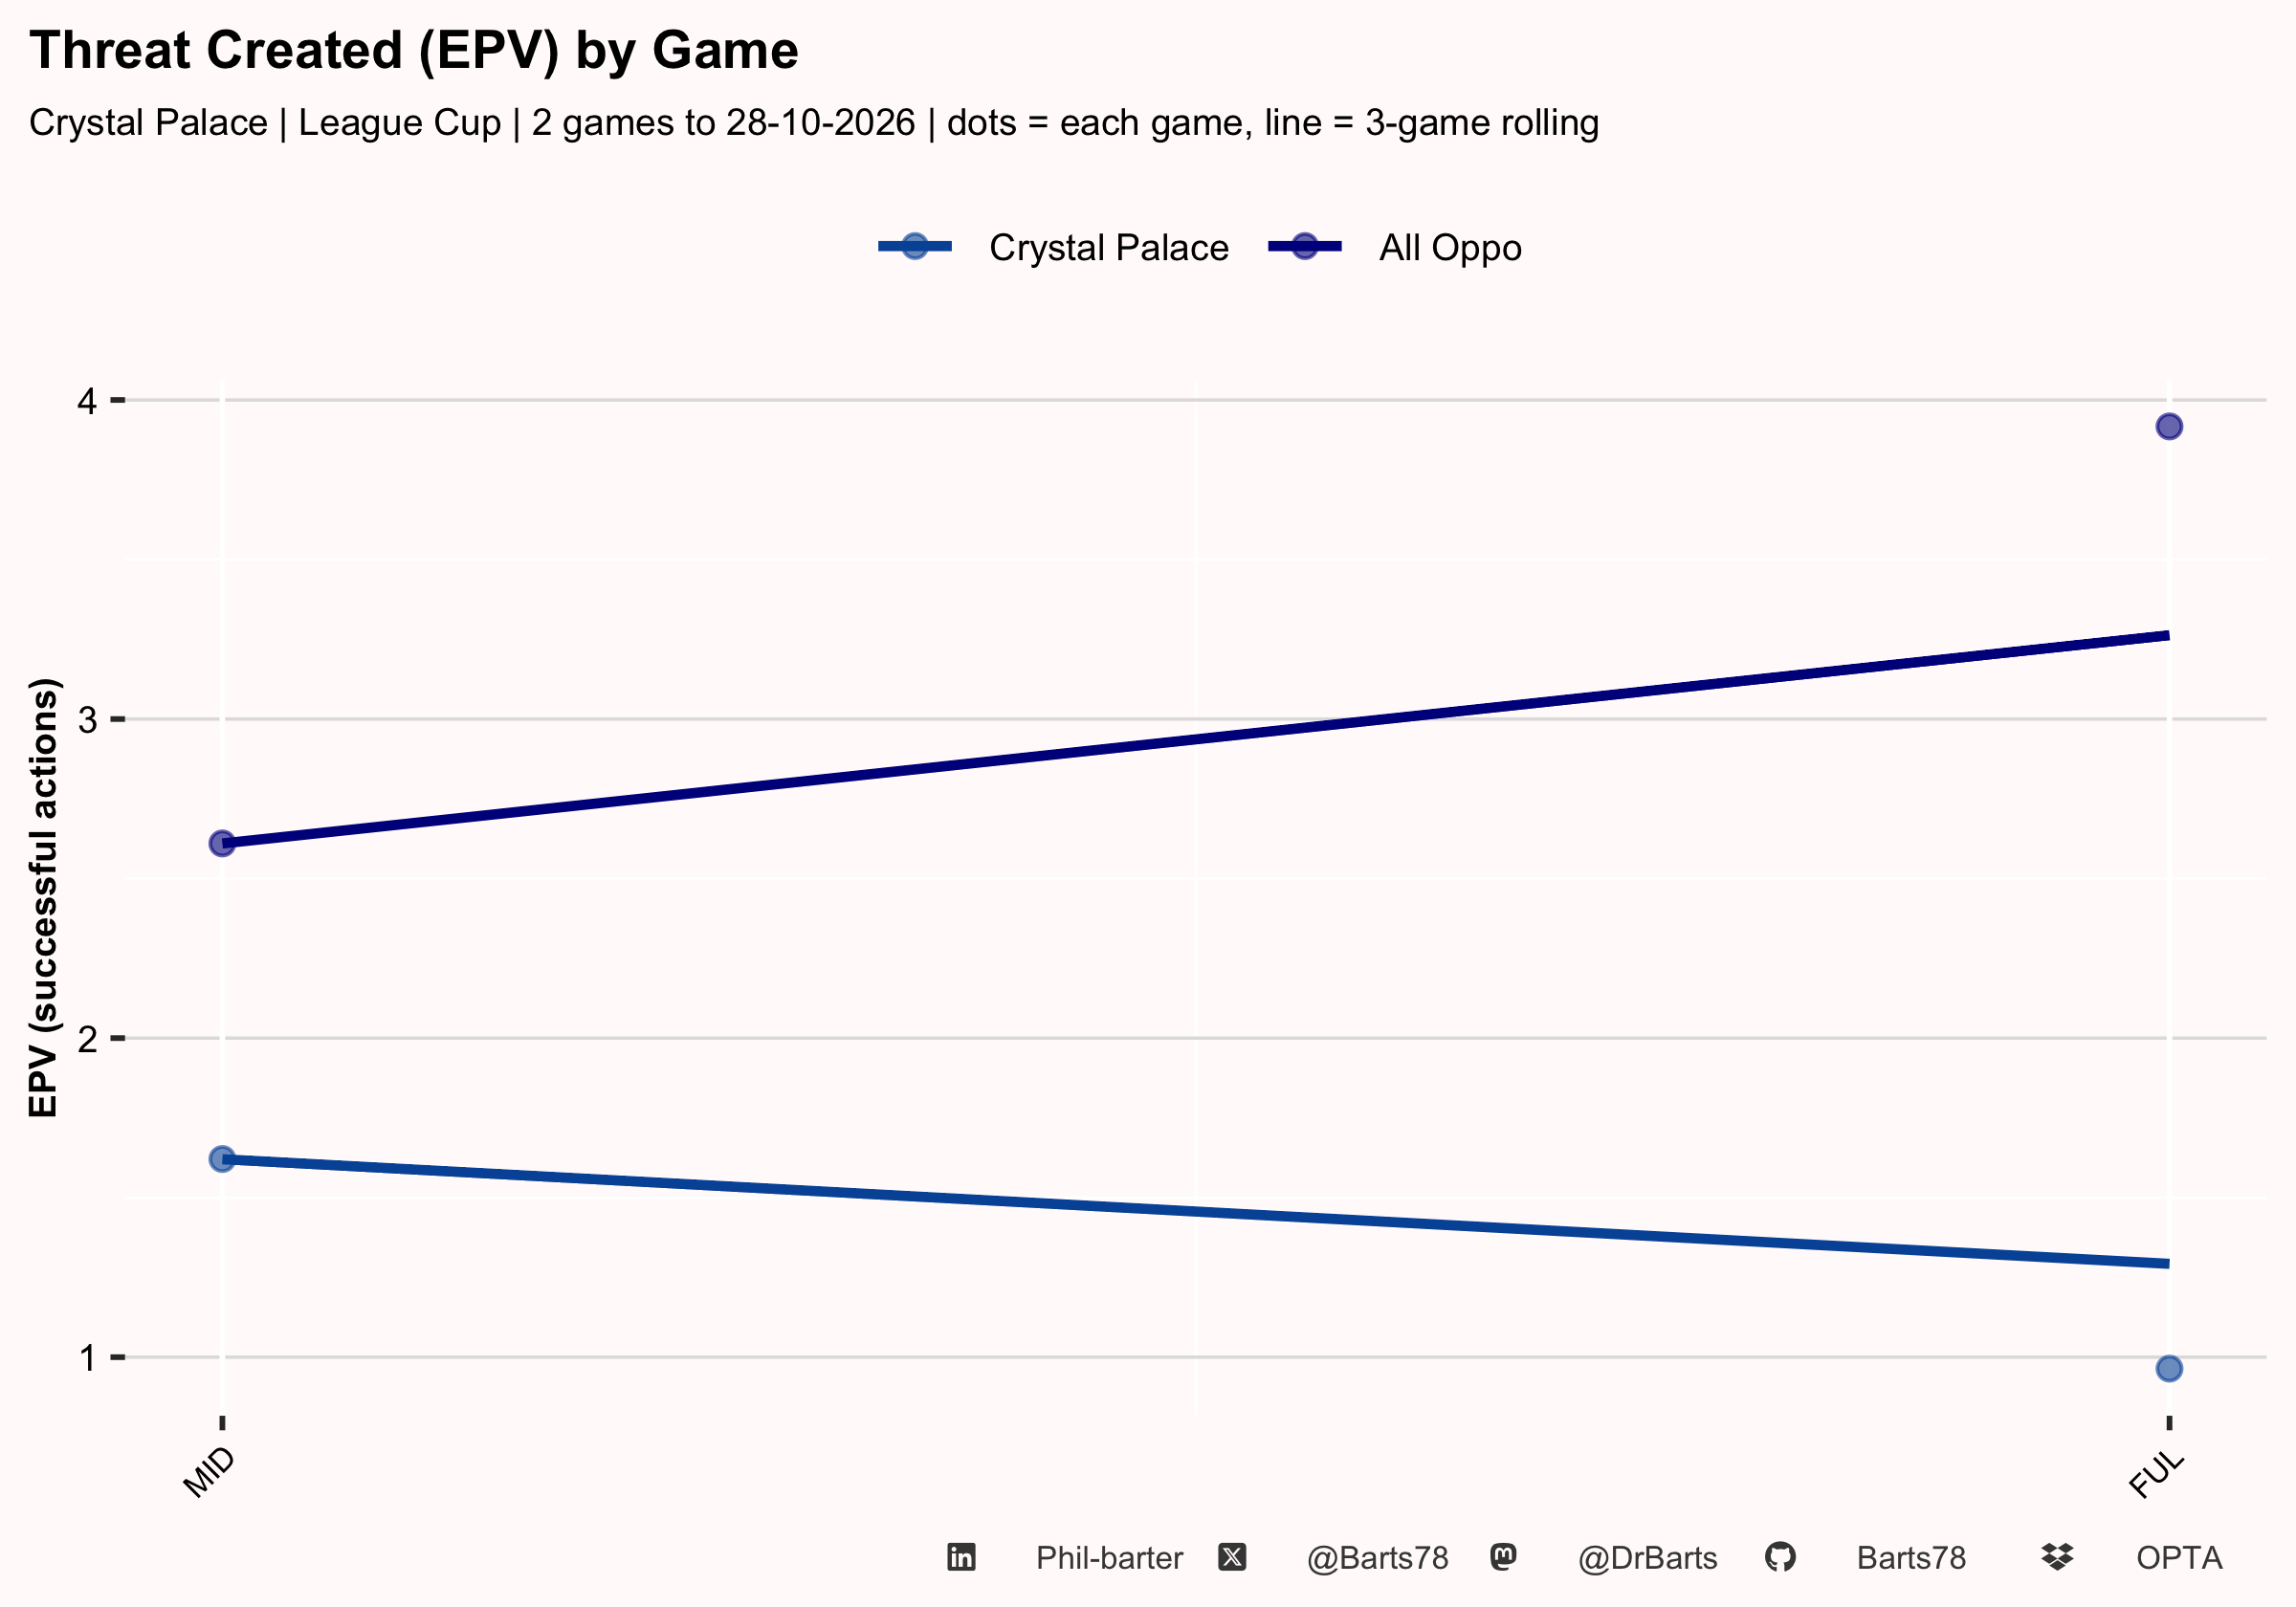 Threat Created (EPV) by Game
Crystal Palace | League Cup | 2 games to 28-10-2026 | dots = each game, line = 3-game rolling
Crystal Palace
All Oppo
EPV (successful actions)
4
3
2
1
MID
FUL
Phil-barter
@Barts78
@DrBarts
Barts78
OPTA